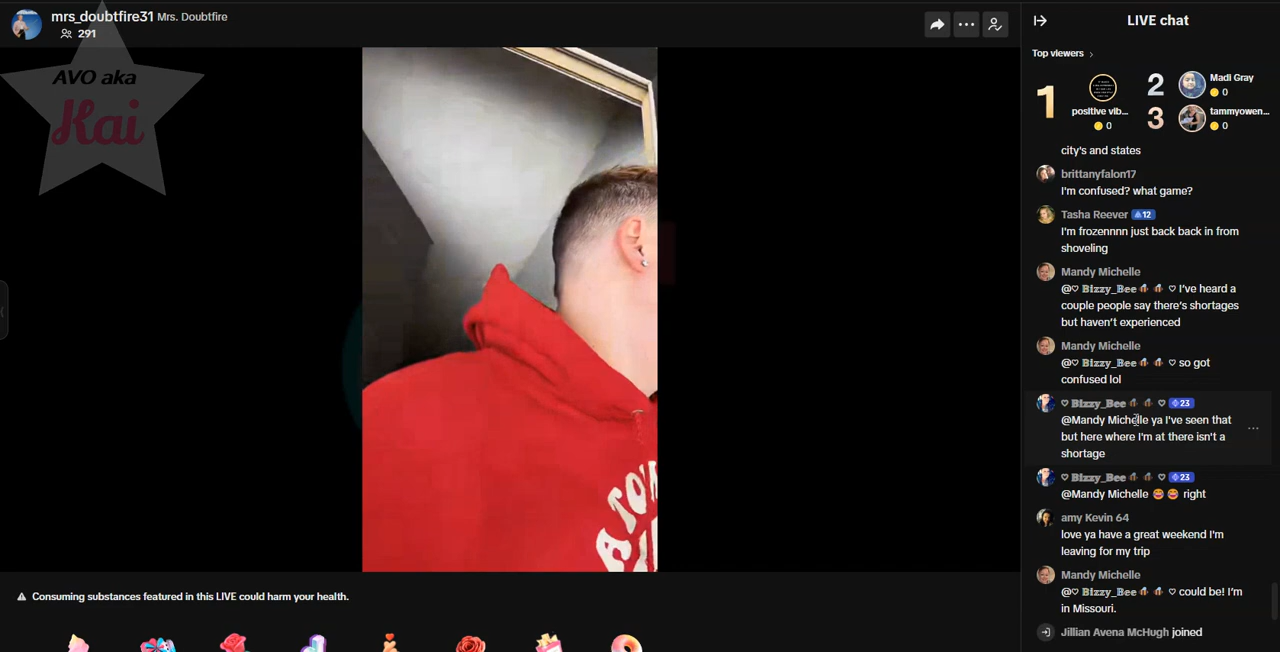 mrs_doubtfire31 Mrs. Doubtfire
291
AVO aka
Kai
LIVE chat
Top viewers
1
positive vib...
0
2
Madi Gray
0
3
tammyowen...
0
city's and states
brittanyfalon17
I'm confused? what game?
Tasha Reever 12
I'm frozennnn just back back in from
shoveling
Mandy Michelle
@♡ BIzzy_Bee🐝 🐝 ♡ I've heard a
couple people say there's shortages
but haven't experienced
Mandy Michelle
@♡ BIzzy_Bee🐝 🐝 ♡ so got
confused lol
♡ BIzzy_Bee🐝 🐝 ♡ 23
@Mandy Michelle ya I've seen that
but here where I'm at there isn't a
shortage
♡ BIzzy_Bee🐝 🐝 ♡ 23
@Mandy Michelle 😂 😂 right
amy Kevin 64
love ya have a great weekend I'm
leaving for my trip
Mandy Michelle
@♡ BIzzy_Bee🐝 🐝 ♡ could be! I'm
in Missouri.
Jillian Avena McHugh joined
Consuming substances featured in this LIVE could harm your health.